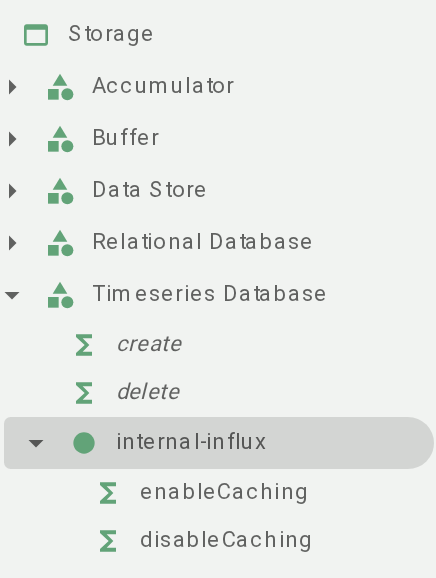 Storage
Accumulator
Buffer
Data Store
Relational Database
Timeseries Database
create
delete
internal-influx
enableCaching
disableCaching